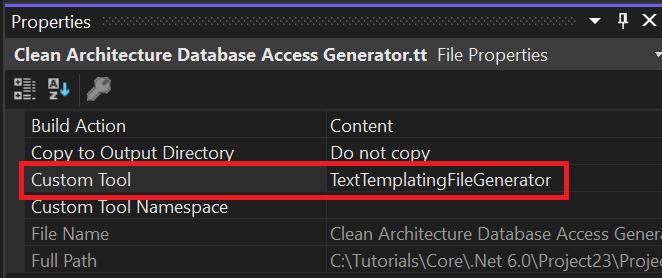 Properties
Clean Architecture Database Access Generator.tt File Properties
Build Action Content
Copy to Output Directory Do not copy
Custom Tool TextTemplatingFileGenerator
Custom Tool Namespace
File Name Clean Architecture Database Access Genera
Full Path C:\Tutorials\Core\.Net 6.0\Project23\Proje